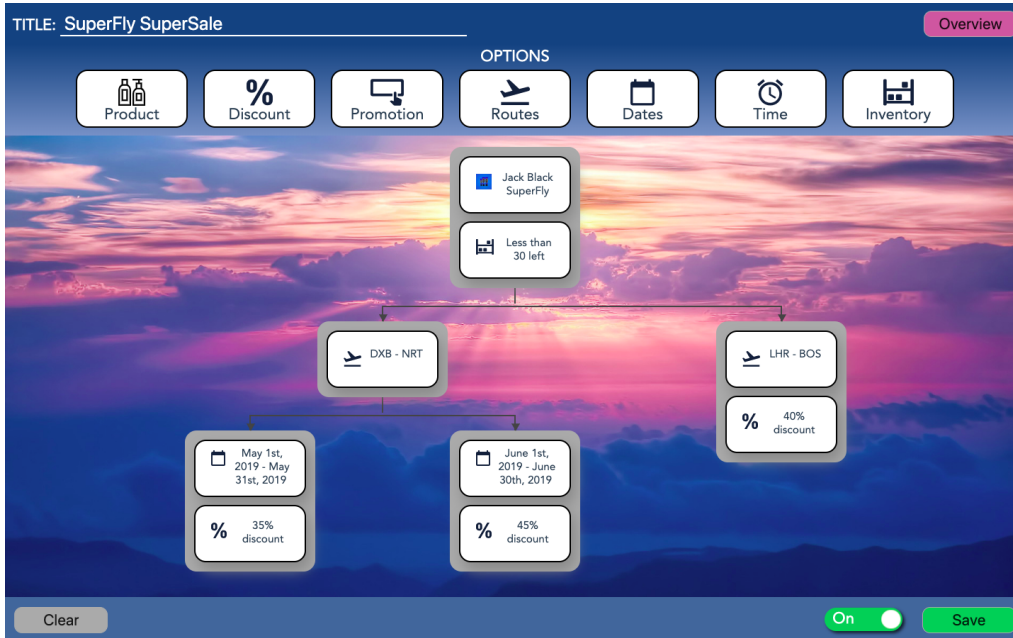 TITLE: SuperFly SuperSale
Overview
OPTIONS
Product
Discount
Promotion
Routes
Dates
Time
Inventory
Jack Black
SuperFly
Less than
30 left
DXB - NRT
LHR - BOS
40%
discount
May 1st,
2019 - May
31st, 2019
June 1st,
2019 - June
30th, 2019
35%
discount
45%
discount
Clear
On
Save